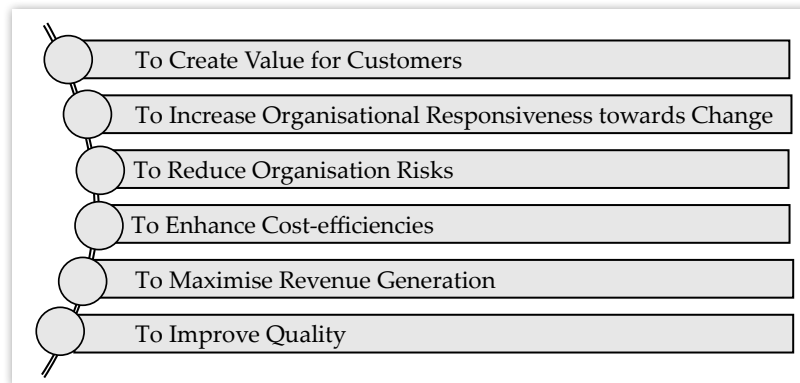 To Create Value for Customers
To Increase Organisational Responsiveness towards Change
To Reduce Organisation Risks
To Enhance Cost-efficiencies
To Maximise Revenue Generation
To Improve Quality